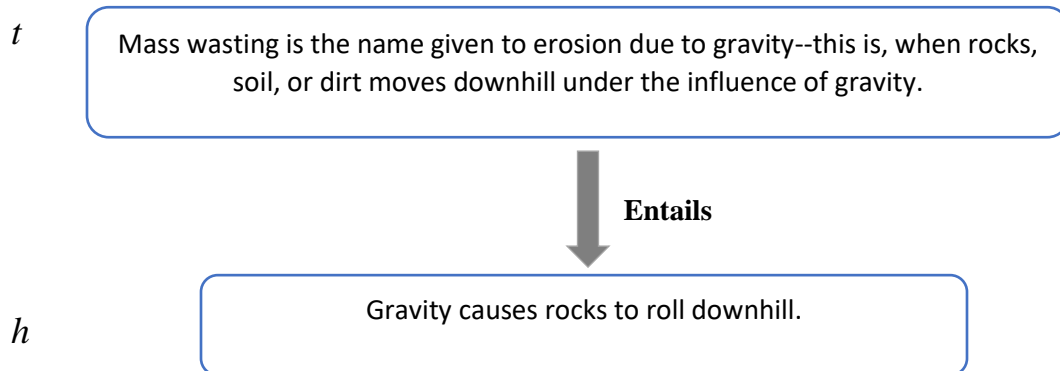 t
Mass wasting is the name given to erosion due to gravity--this is, when rocks,
soil, or dirt moves downhill under the influence of gravity.
Entails
Gravity causes rocks to roll downhill.
h